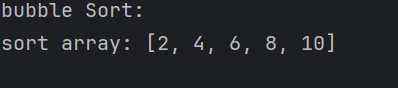 bubble Sort:
sort array: [2, 4, 6, 8, 10]